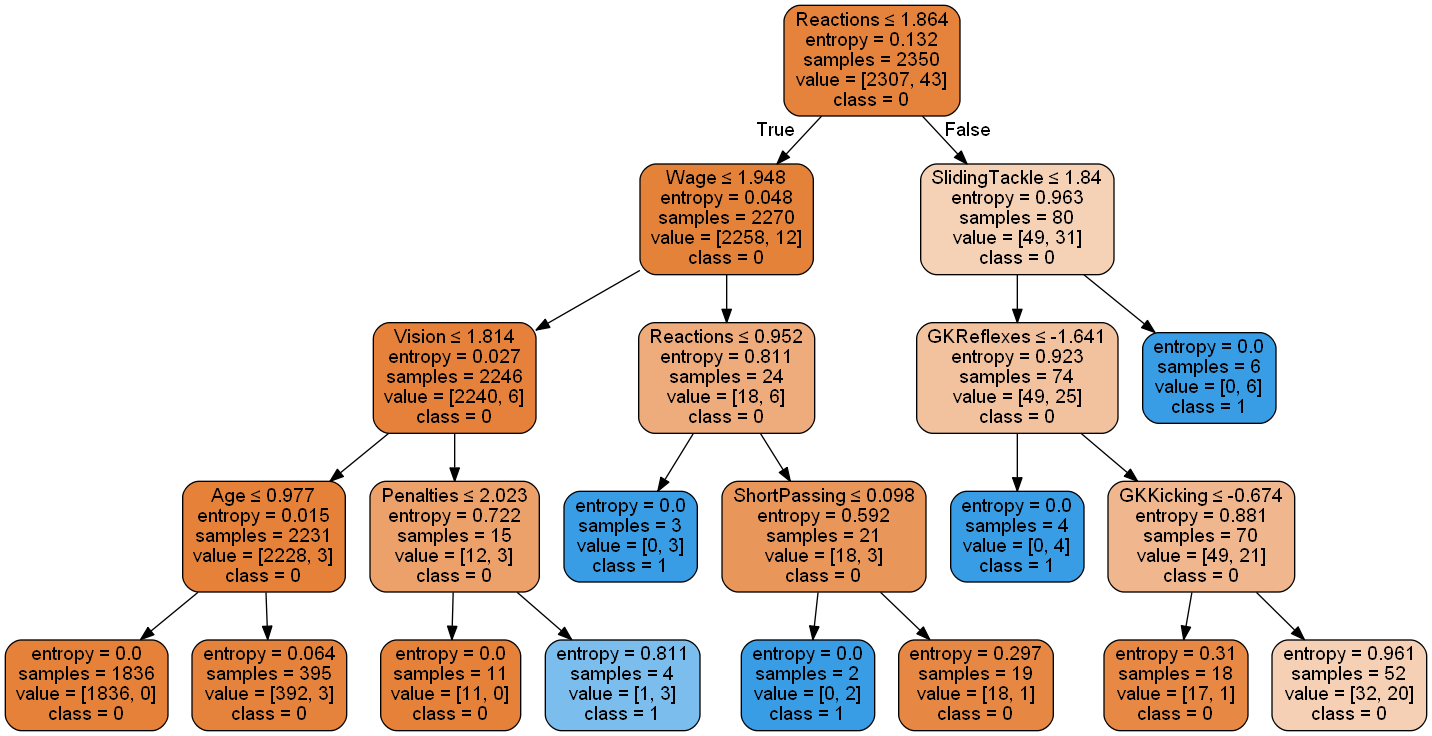 Reactions ≤ 1.864
entropy = 0.132
samples = 2350
value = [2307, 43]
class = 0
True
False
Wage ≤ 1.948
entropy = 0.048
samples = 2270
value = [2258, 12]
class = 0
SlidingTackle ≤ 1.84
entropy = 0.963
samples = 80
value = [49, 31]
class = 0
Vision ≤ 1.814
entropy = 0.027
samples = 2246
value = [2240, 6]
class = 0
Reactions ≤ 0.952
entropy = 0.811
samples = 24
value = [18, 6]
class = 0
GKReflexes ≤ -1.641
entropy = 0.923
samples = 74
value = [49, 25]
class = 0
entropy = 0.0
samples = 6
value = [0, 6]
class = 1
Age ≤ 0.977
entropy = 0.015
samples = 2231
value = [2228, 3]
class = 0
Penalties ≤ 2.023
entropy = 0.722
samples = 15
value = [12, 3]
class = 0
entropy = 0.0
samples = 3
value = [0, 3]
class = 1
ShortPassing ≤ 0.098
entropy = 0.592
samples = 21
value = [18, 3]
class = 0
entropy = 0.0
samples = 4
value = [0, 4]
class = 1
GKKicking ≤ -0.674
entropy = 0.881
samples = 70
value = [49, 21]
class = 0
entropy = 0.0
samples = 1836
value = [1836, 0]
class = 0
entropy = 0.064
samples = 395
value = [392, 3]
class = 0
entropy = 0.0
samples = 11
value = [11, 0]
class = 0
entropy = 0.811
samples = 4
value = [1, 3]
class = 1
entropy = 0.0
samples = 2
value = [0, 2]
class = 1
entropy = 0.297
samples = 19
value = [18, 1]
class = 0
entropy = 0.31
samples = 18
value = [17, 1]
class = 0
entropy = 0.961
samples = 52
value = [32, 20]
class = 0